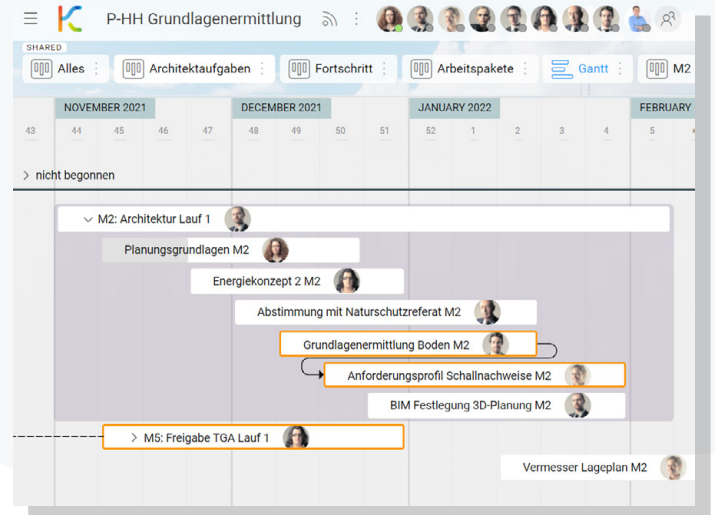 P-HH Grundlagenermittlung
SHARED
Alles Architektaufgaben Fortschritt Arbeitspakete Gantt M2
NOVEMBER 2021 DECEMBER 2021 JANUARY 2022 FEBRUARY
43 44 45 46 47 48 49 50 51 52 1 2 3 4 5
nicht begonnen
M2: Architektur Lauf 1
Planungsgrundlagen M2
Energiekonzept 2 M2
Abstimmung mit Naturschutzreferat M2
Grundlagenermittlung Boden M2
Anforderungsprofil Schallnachweise M2
BIM Festlegung 3D-Planung M2
M5: Freigabe TGA Lauf 1
Vermesser Lageplan M2